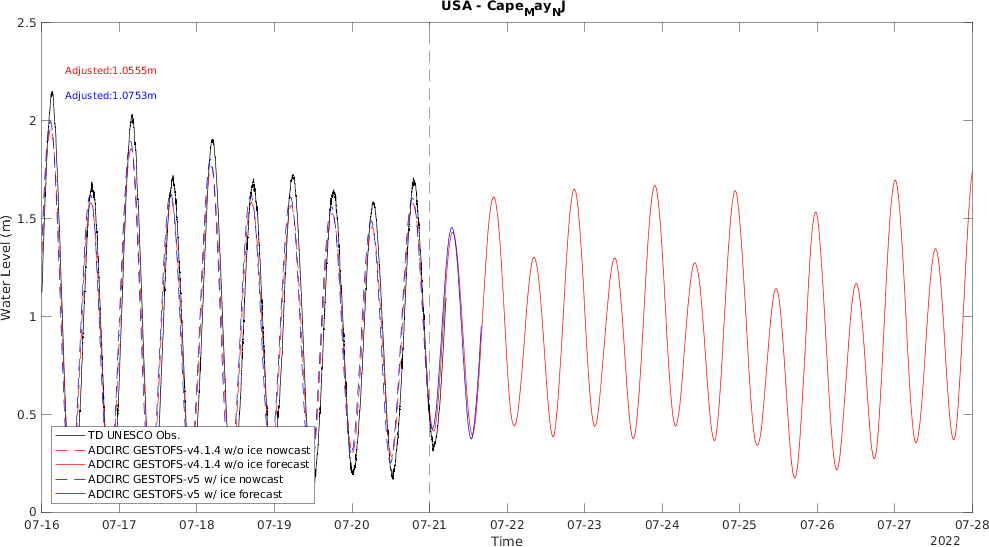 USA - Cape_May_NJ
2.5
Adjusted:1.0555m
Adjusted:1.0753m
2
1.5
Water Level (m)
1
0.5
TD UNESCO Obs.
ADCIRC GESTOFS-v4.1.4 w/o ice nowcast
ADCIRC GESTOFS-v4.1.4 w/o ice forecast
ADCIRC GESTOFS-v5 w/ ice nowcast
ADCIRC GESTOFS-v5 w/ ice forecast
0
07-16 07-17 07-18 07-19 07-20 07-21 07-22 07-23 07-24 07-25 07-26 07-27 07-28
Time
2022